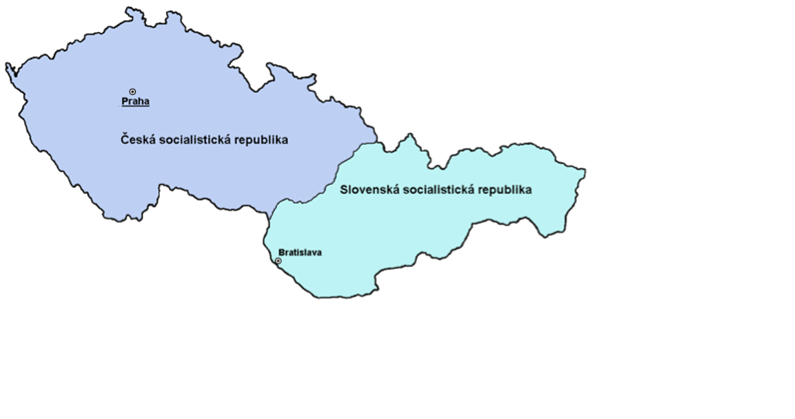 Praha
Česká socialistická republika
Slovenská socialistická republika
Bratislava